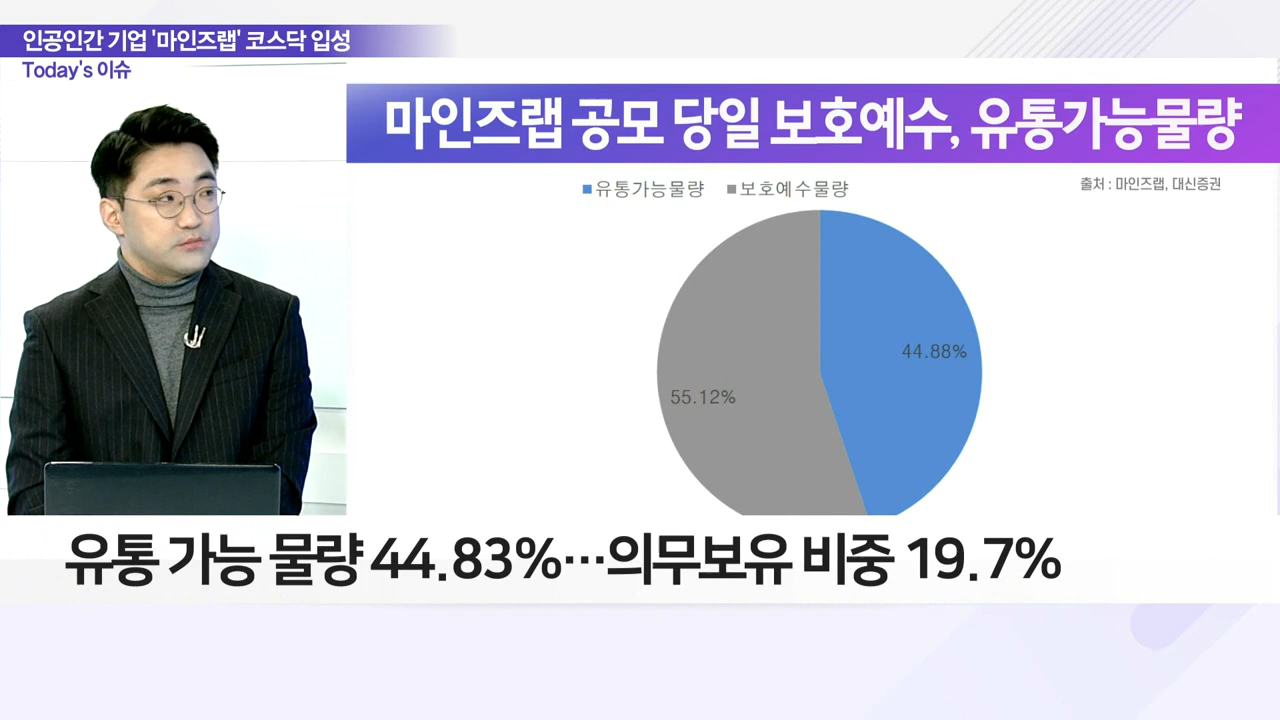 인공인간 기업 '마인즈랩' 코스닥 입성
Today's 이슈
마인즈랩 공모 당일 보호예수, 유통가능물량
유통가능물량 보호예수물량
출처 : 마인즈랩, 대신증권
44.88%
55.12%
유통 가능 물량 44.83%…의무보유 비중 19.7%